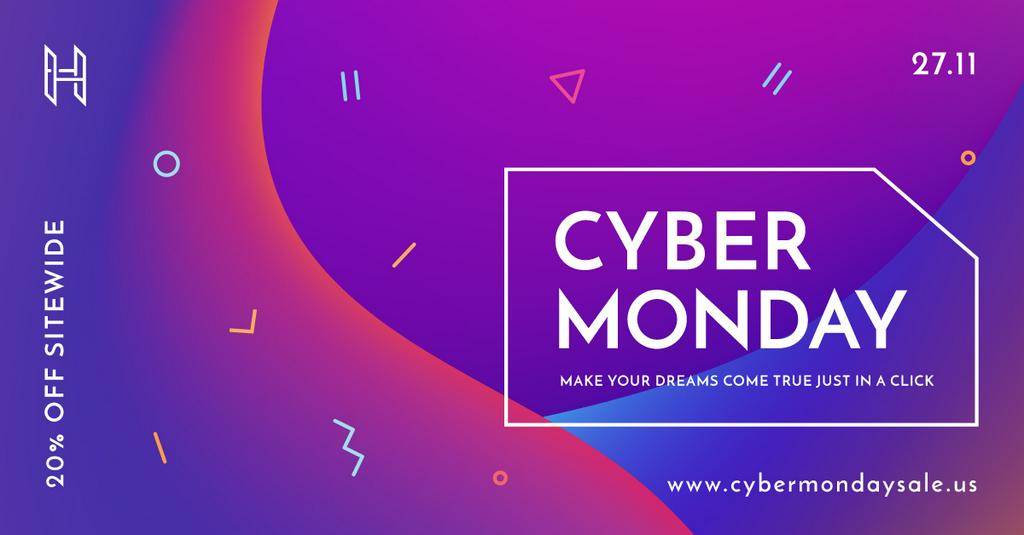 27.11
CYBER
MONDAY
MAKE YOUR DREAMS COME TRUE JUST IN A CLICK
20% OFF SITEWIDE
www.cybermondaysale.us